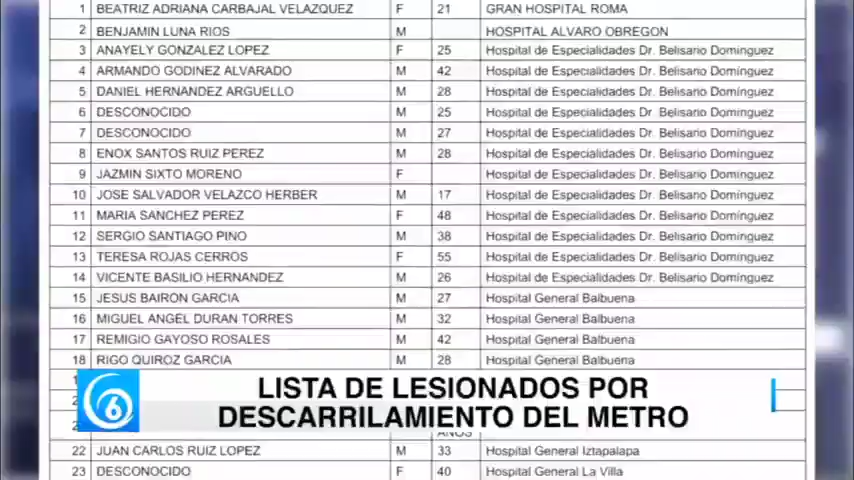 1 BEATRIZ ADRIANA CARBAJAL VELAZQUEZ F 21 GRAN HOSPITAL ROMA
2 BENJAMIN LUNA RIOS M HOSPITAL ALVARO OBREGON
3 ANAYELY GONZALEZ LOPEZ F 25 Hospital de Especialidades Dr. Belisario Domínguez
4 ARMANDO GODINEZ ALVARADO M 42 Hospital de Especialidades Dr. Belisario Domínguez
5 DANIEL HERNANDEZ ARGUELLO M 28 Hospital de Especialidades Dr. Belisario Domínguez
6 DESCONOCIDO M 25 Hospital de Especialidades Dr. Belisario Domínguez
7 DESCONOCIDO M 27 Hospital de Especialidades Dr. Belisario Domínguez
8 ENOX SANTOS RUIZ PEREZ M 28 Hospital de Especialidades Dr. Belisario Domínguez
9 JAZMIN SIXTO MORENO F Hospital de Especialidades Dr. Belisario Domínguez
10 JOSE SALVADOR VELAZCO HERBER M 17 Hospital de Especialidades Dr. Belisario Domínguez
11 MARIA SANCHEZ PEREZ F 48 Hospital de Especialidades Dr. Belisario Domínguez
12 SERGIO SANTIAGO PINO M 38 Hospital de Especialidades Dr. Belisario Domínguez
13 TERESA ROJAS CERROS F 55 Hospital de Especialidades Dr. Belisario Domínguez
14 VICENTE BASILIO HERNANDEZ M 26 Hospital de Especialidades Dr. Belisario Domínguez
15 JESUS BAIRON GARCIA M 27 Hospital General Balbuena
16 MIGUEL ANGEL DURAN TORRES M 32 Hospital General Balbuena
17 REMIGIO GAYOSO ROSALES M 42 Hospital General Balbuena
18 RIGO QUIROZ GARCIA M 28 Hospital General Balbuena
6 LISTA DE LESIONADOS POR
DESCARRILAMIENTO DEL METRO
AÑOS
22 JUAN CARLOS RUIZ LOPEZ M 33 Hospital General Iztapalapa
23 DESCONOCIDO F 40 Hospital General La Villa